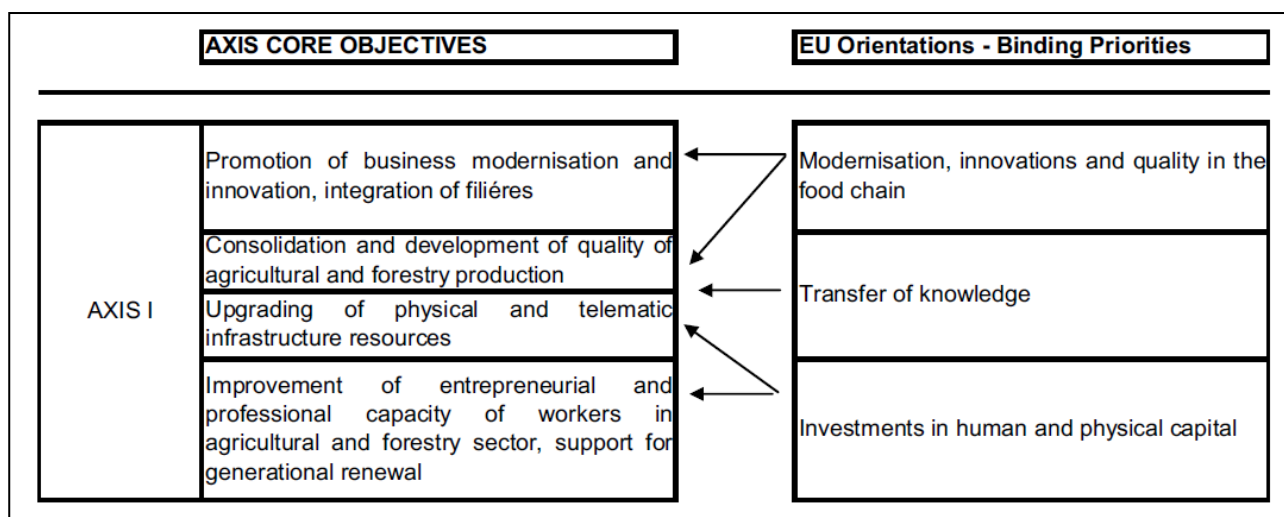 AXIS CORE OBJECTIVES
EU Orientations - Binding Priorities
AXIS I
Promotion of business modernisation and
innovation, integration of filiéres
Consolidation and development of quality of
agricultural and forestry production
Upgrading of physical and telematic
infrastructure resources
Improvement of entrepreneurial and
professional capacity of workers in
agricultural and forestry sector, support for
generational renewal
Modernisation, innovations and quality in the
food chain
Transfer of knowledge
Investments in human and physical capital